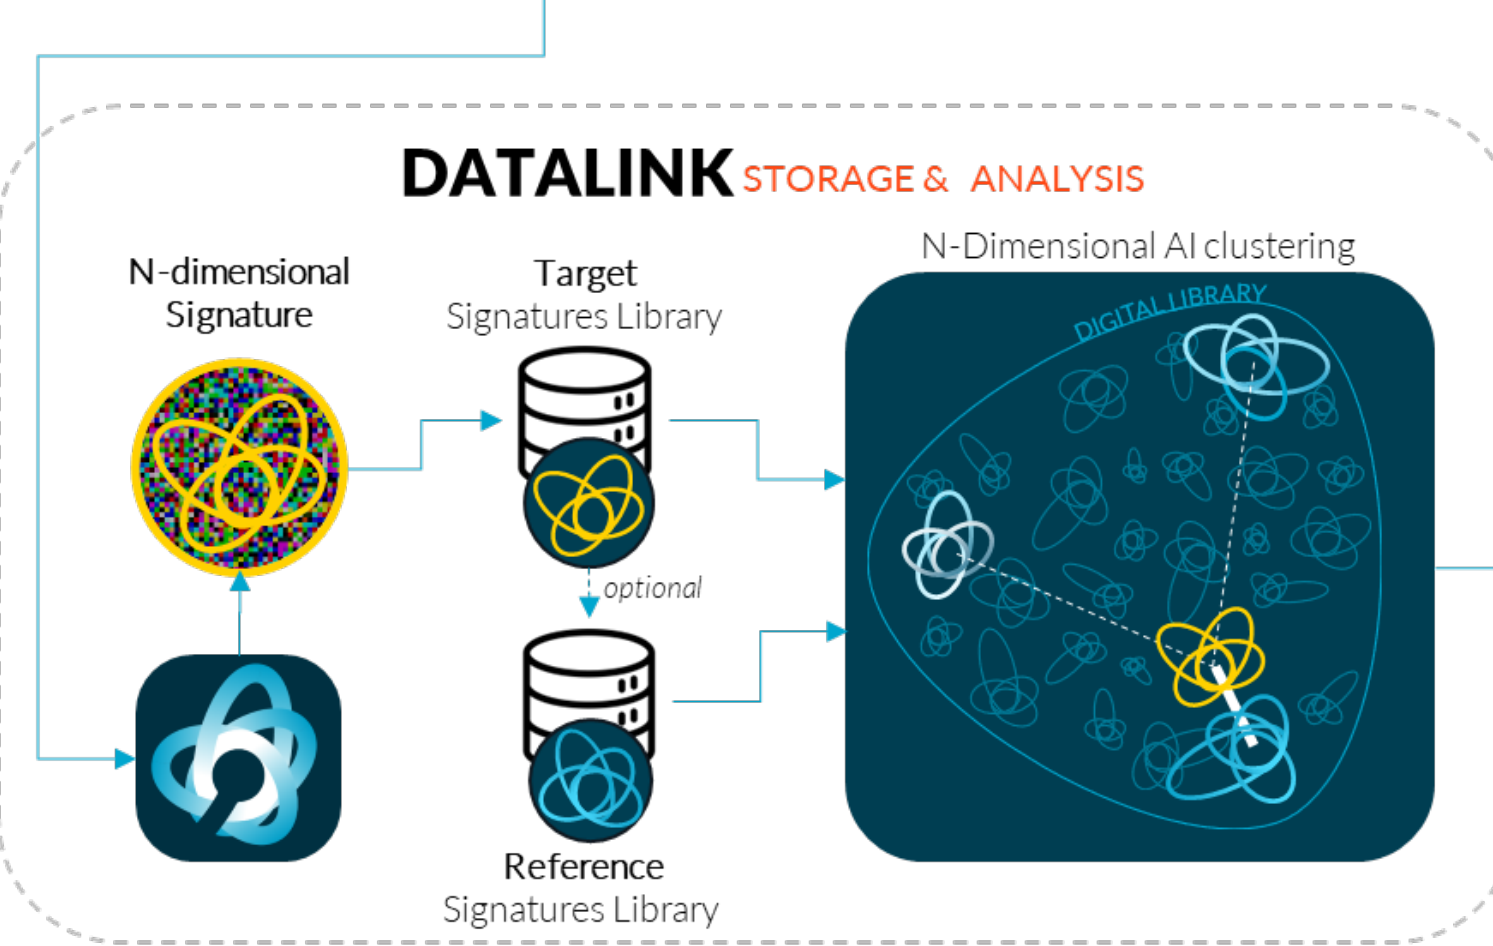 DATALINK STORAGE & ANALYSIS
N-Dimensional AI clustering
N-dimensional
Signature
Target
Signatures Library
DIGITAL LIBRARY
optional
Reference
Signatures Library